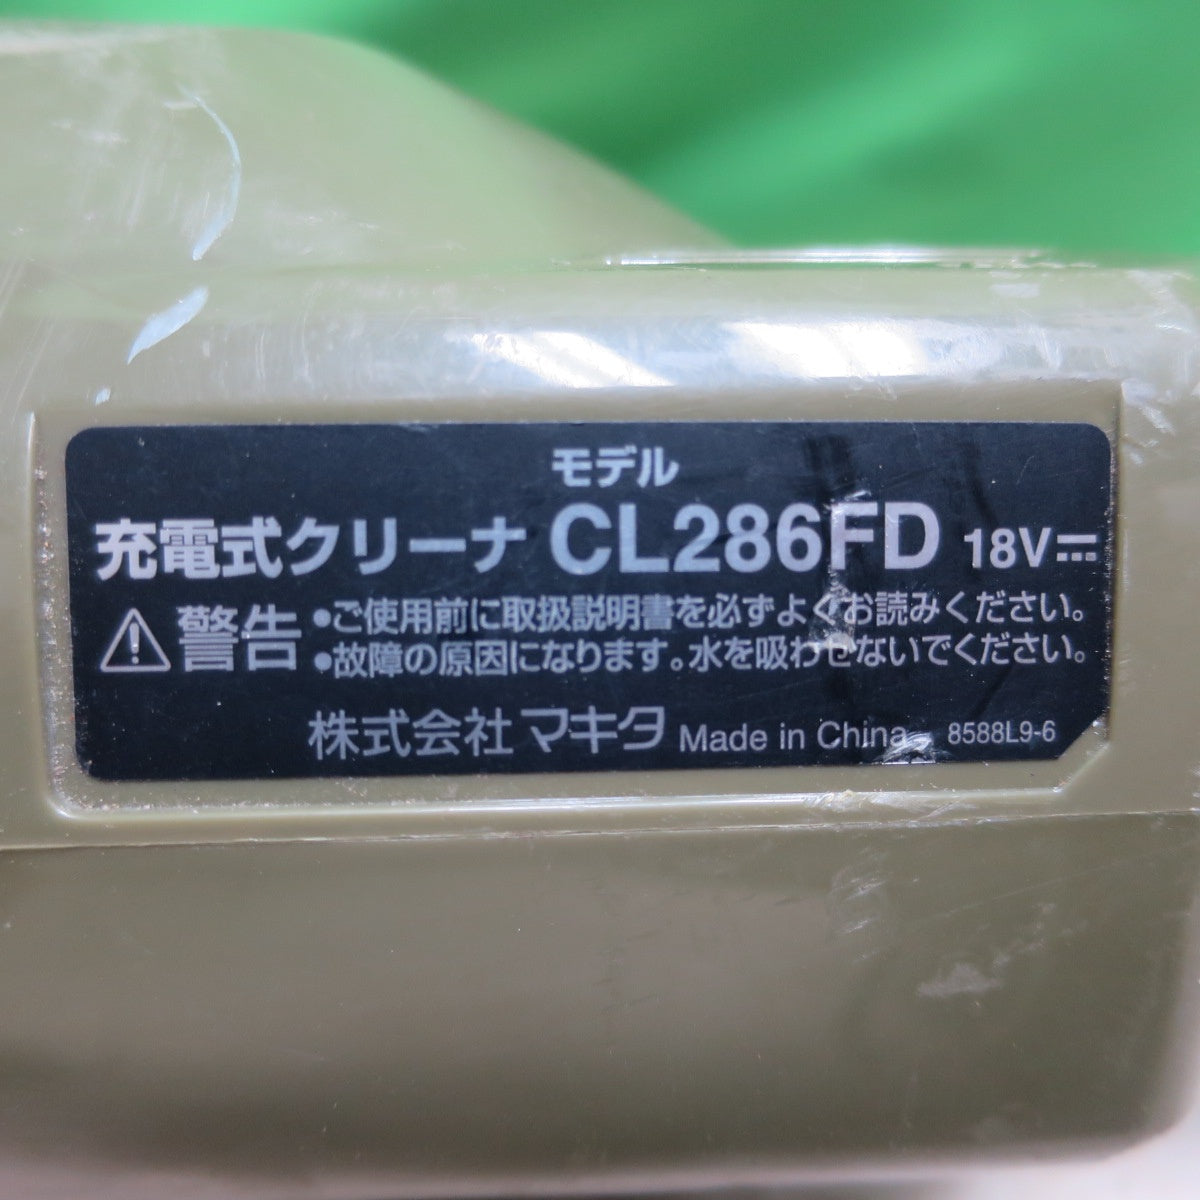 モデル
充電式クリーナ CL286FD 18V
警告 •ご使用前に取扱説明書を必ずよくお読みください。
•故障の原因になります。水を吸わせないでください。
株式会社マキタ Made in China 8588L9-6